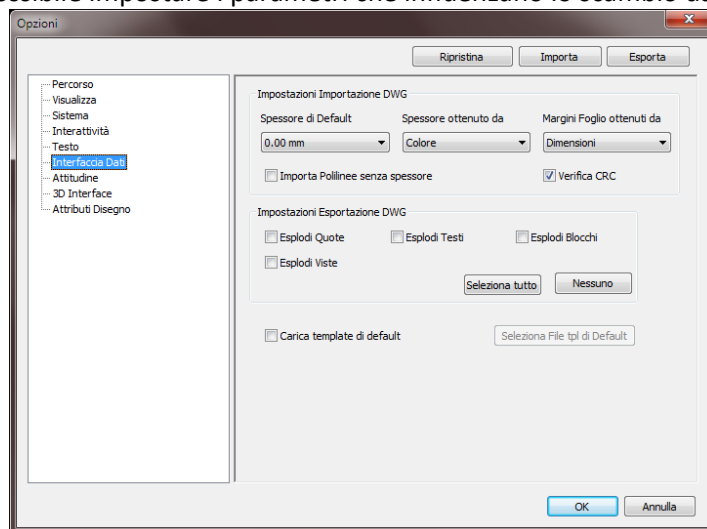 Opzioni
Ripristina Importa Esporta
Percorso
Visualizza
Sistema
Interattività
Testo
Interfaccia Dati
Attitudine
3D Interface
Attributi Disegno
Impostazioni Importazione DWG
Spessore di Default Spessore ottenuto da Margini Foglio ottenuti da
0.00 mm Colore Dimensioni
Importa Polilinee senza spessore Verifica CRC
Impostazioni Esportazione DWG
Esplodi Quote Esplodi Testi Esplodi Blocchi
Esplodi Viste
Seleziona tutto Nessuno
Carica template di default Seleziona File tpl di Default
OK Annulla